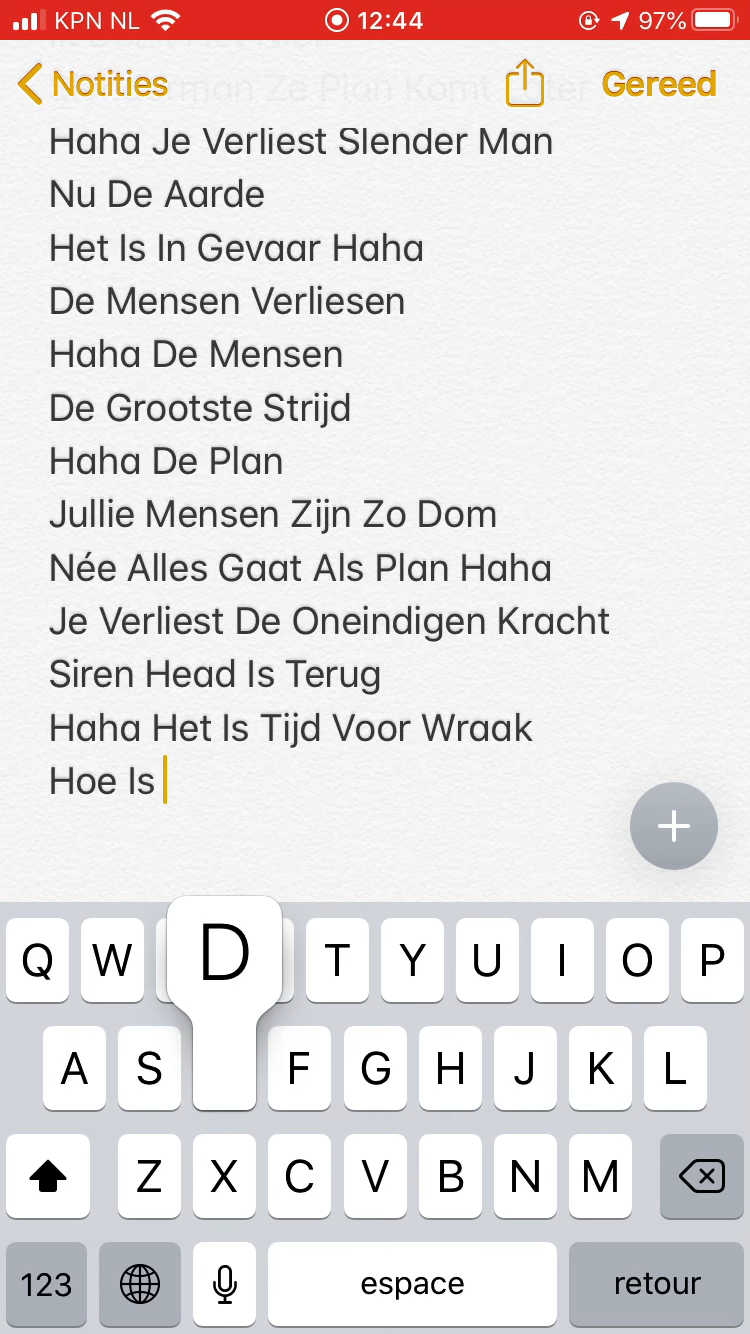 KPN NL 12:44 97%
Notities Gereed
Haha Je Verliest Slender Man
Nu De Aarde
Het Is In Gevaar Haha
De Mensen Verliesen
Haha De Mensen
De Grootste Strijd
Haha De Plan
Jullie Mensen Zijn Zo Dom
Née Alles Gaat Als Plan Haha
Je Verliest De Oneindigen Kracht
Siren Head Is Terug
Haha Het Is Tijd Voor Wraak
Hoe Is
D
Q W T Y U I O P
A S F G H J K L
Z X C V B N M
123 espace retour